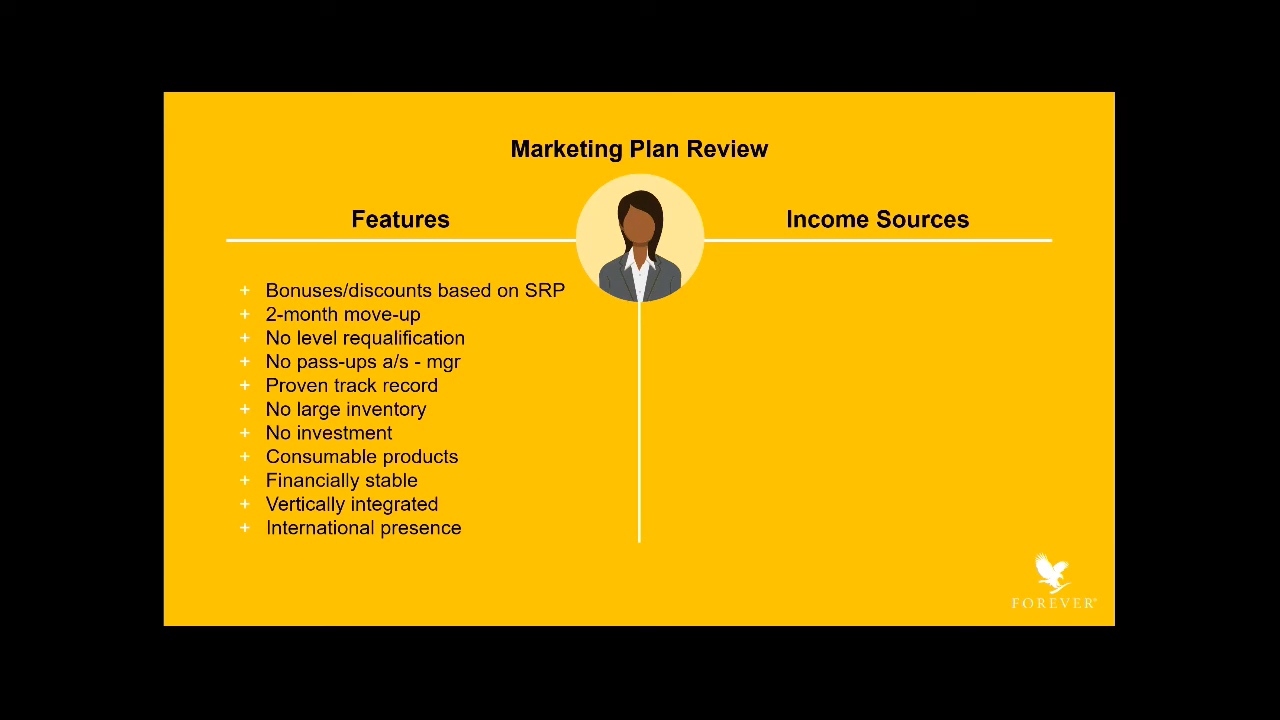 Marketing Plan Review
Features
Income Sources
+ Bonuses/discounts based on SRP
+ 2-month move-up
+ No level requalification
+ No pass-ups a/s - mgr
+ Proven track record
+ No large inventory
+ No investment
+ Consumable products
+ Financially stable
+ Vertically integrated
+ International presence
FOREVER®